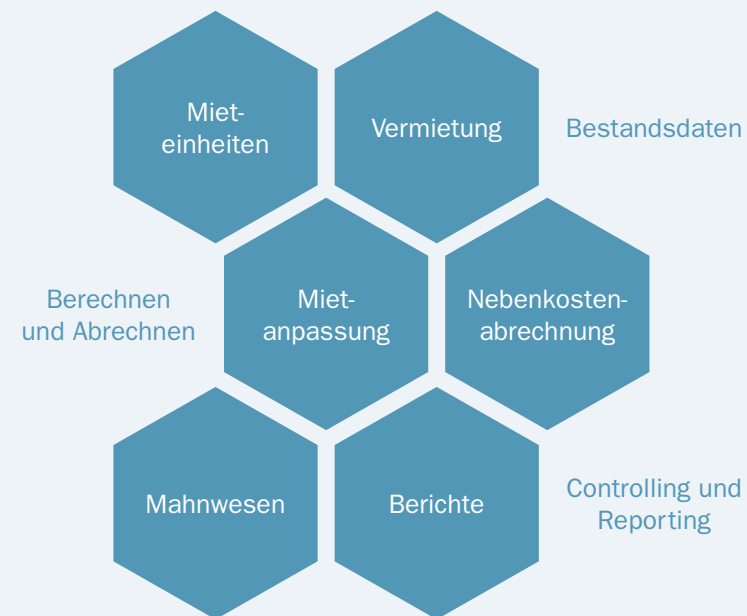 Miet-
einheiten
Vermietung
Bestandsdaten
Berechnen
und Abrechnen
Miet-
anpassung
Nebenkosten-
abrechnung
Mahnwesen
Berichte
Controlling und
Reporting